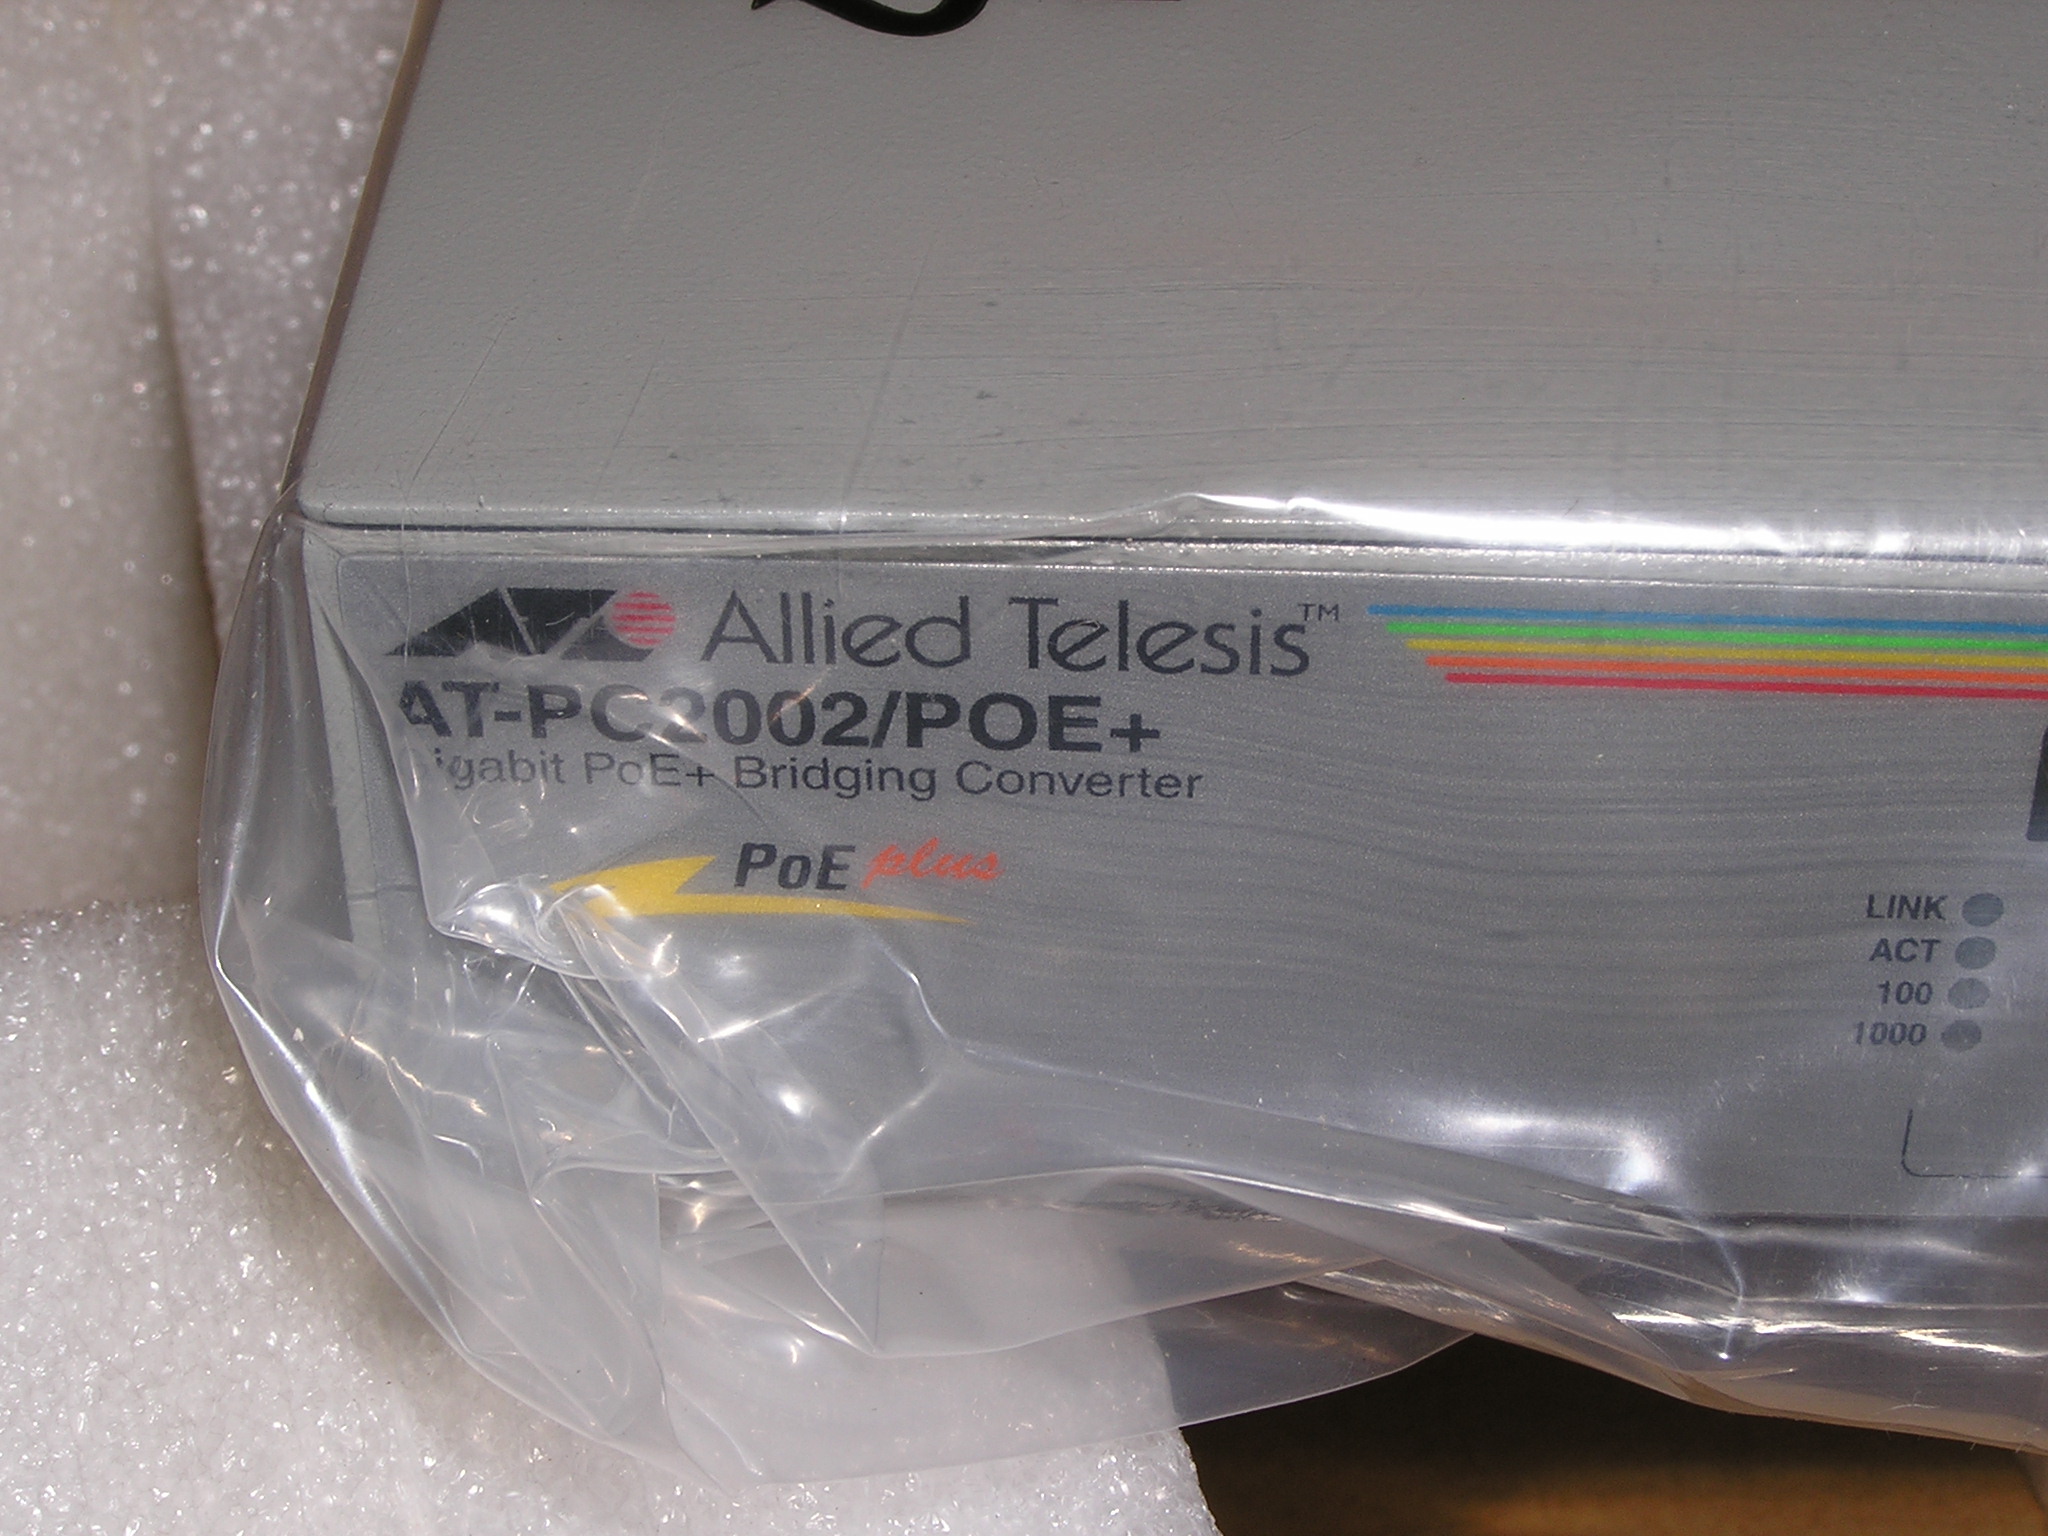 Allied Telesis™
AT-PC2002/POE+
Gigabit PoE+ Bridging Converter
PoE plus
LINK
ACT
100
1000